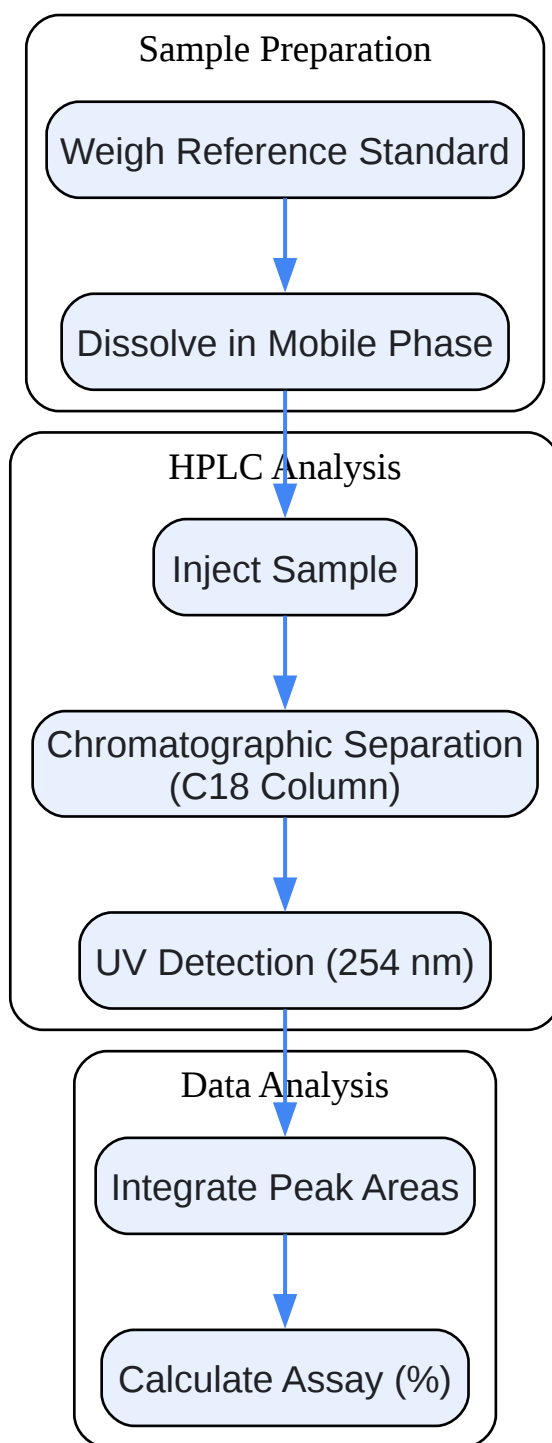 Sample Preparation
Weigh Reference Standard
Dissolve in Mobile Phase
HPLC Analysis
Inject Sample
Chromatographic Separation
(C18 Column)
UV Detection (254 nm)
Data Analysis
Integrate Peak Areas
Calculate Assay (%)